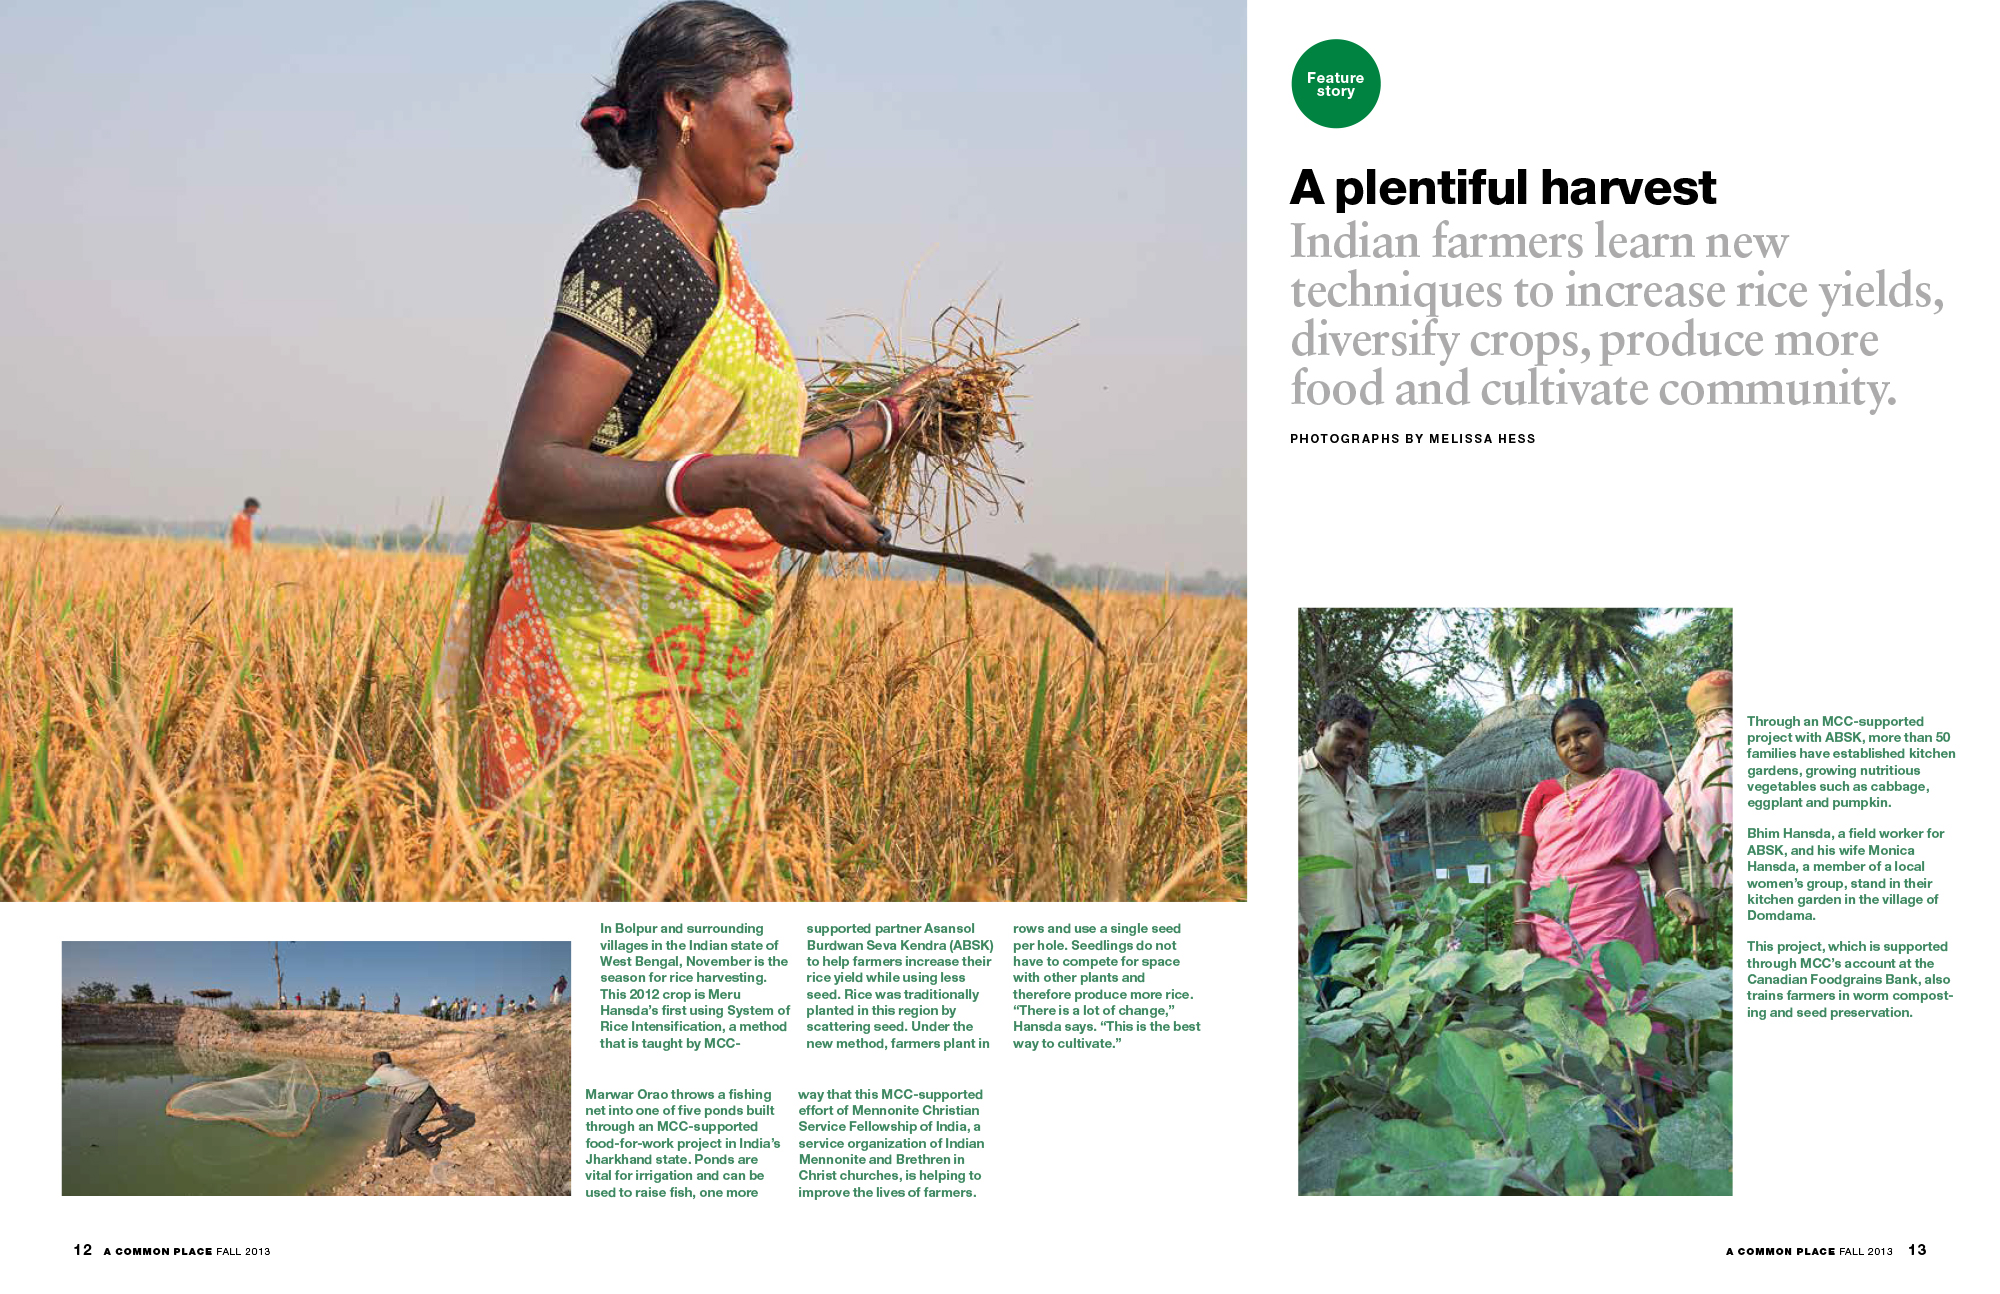 Feature
story
A plentiful harvest
Indian farmers learn new
techniques to increase rice yields,
diversify crops, produce more
food and cultivate community.
PHOTOGRAPHS BY MELISSA HESS
In Bolpur and surrounding
villages in the Indian state of
West Bengal, November is the
season for rice harvesting.
This 2012 crop is Meru
Hansda's first using System of
Rice Intensification, a method
that is taught by MCC-
supported partner Asansol
Burdwan Seva Kendra (ABSK)
to help farmers increase their
rice yield while using less
seed. Rice was traditionally
planted in this region by
scattering seed. Under the
new method, farmers plant in
rows and use a single seed
per hole. Seedlings do not
have to compete for space
with other plants and
therefore produce more rice.
“There is a lot of change,”
Hansda says. “This is the best
way to cultivate.”
Marwar Orao throws a fishing
net into one of five ponds built
through an MCC-supported
food-for-work project in India's
Jharkhand state. Ponds are
vital for irrigation and can be
used to raise fish, one more
way that this MCC-supported
effort of Mennonite Christian
Service Fellowship of India, a
service organization of Indian
Mennonite and Brethren in
Christ churches, is helping to
improve the lives of farmers.
Through an MCC-supported
project with ABSK, more than 50
families have established kitchen
gardens, growing nutritious
vegetables such as cabbage,
eggplant and pumpkin.
Bhim Hansda, a field worker for
ABSK, and his wife Monica
Hansda, a member of a local
women's group, stand in their
kitchen garden in the village of
Domdama.
This project, which is supported
through MCC's account at the
Canadian Foodgrains Bank, also
trains farmers in worm compost-
ing and seed preservation.
12 A COMMON PLACE FALL 2013
A COMMON PLACE FALL 2013 13